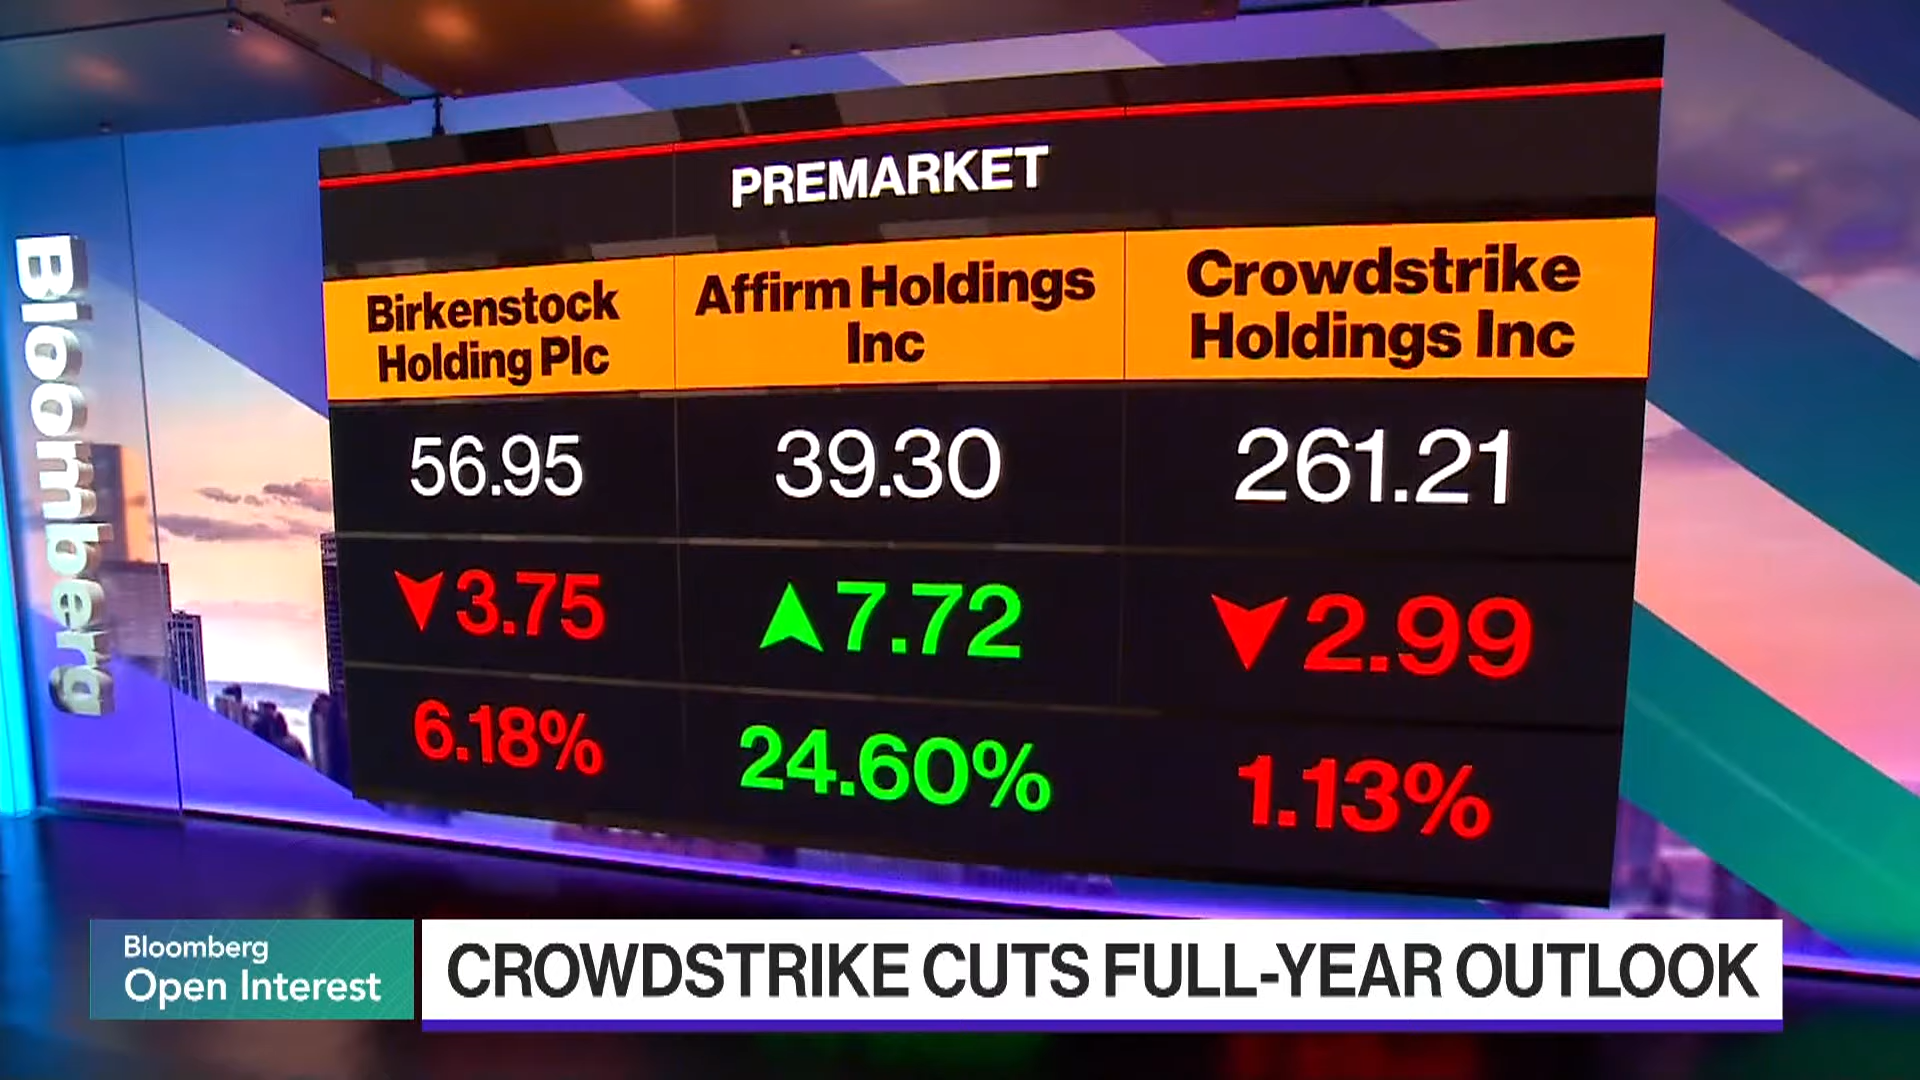 Bloomberg
PREMARKET
Birkenstock
Holding Plc
Affirm Holdings
Inc
Crowdstrike
Holdings Inc
56.95
39.30
261.21
▼3.75
▲7.72
▼2.99
6.18%
24.60%
1.13%
Bloomberg
Open Interest
CROWDSTRIKE CUTS FULL-YEAR OUTLOOK